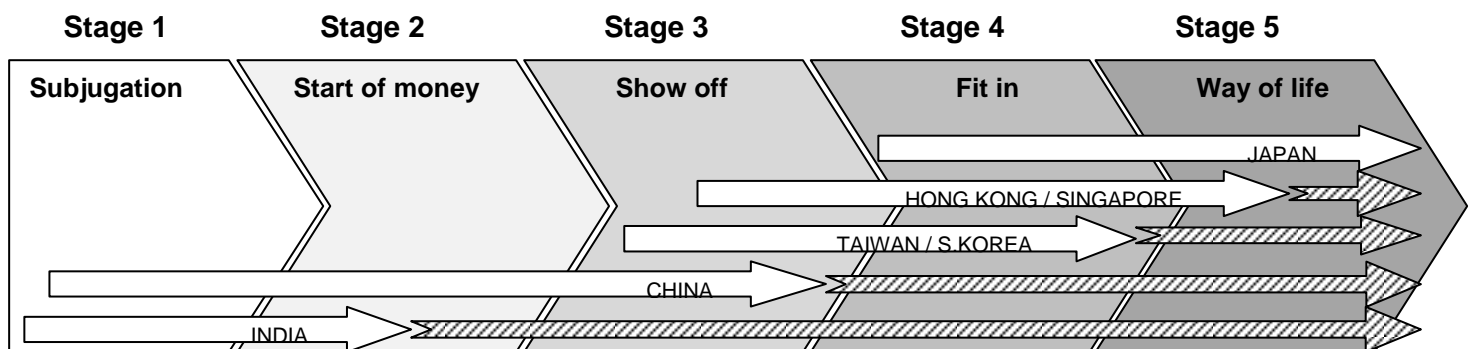 Stage 1 Stage 2 Stage 3 Stage 4 Stage 5
Subjugation Start of money Show off Fit in Way of life
JAPAN
HONG KONG / SINGAPORE
TAIWAN / S.KOREA
CHINA
INDIA